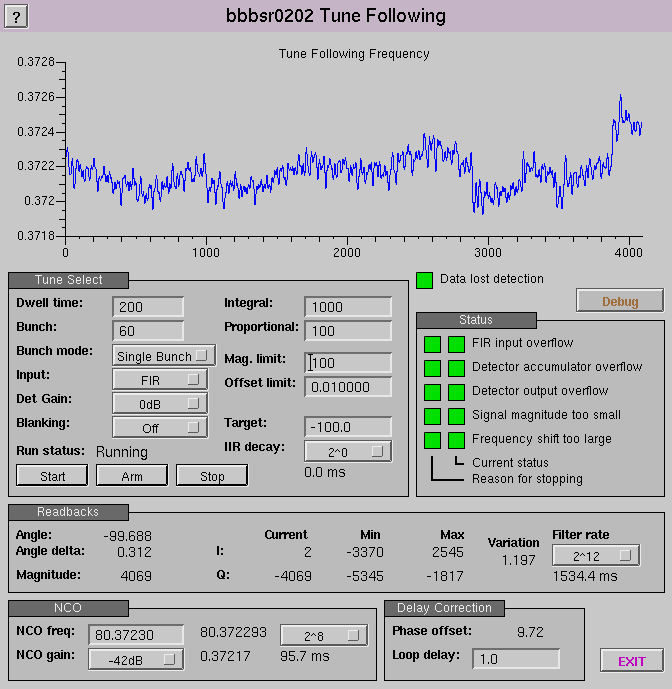 ?
bbbsr0202 Tune Following
Tune Following Frequency
0.3728
0.3726
0.3724
0.3722
0.372
0.3718
0 1000 2000 3000 4000
Tune Select
Dwell time: 200
Bunch: 60
Bunch mode: Single Bunch
Input: FIR
Det Gain: 0dB
Blanking: Off
Run status: Running
Start Arm Stop
Integral: 1000
Proportional: 100
Mag. limit: 100
Offset limit: 0.010000
Target: -100.0
IIR decay: 2^0
0.0 ms
Data lost detection
Debug
Status
FIR input overflow
Detector accumulator overflow
Detector output overflow
Signal magnitude too small
Frequency shift too large
Current status
Reason for stopping
Readbacks
Angle: -99.688
Angle delta: 0.312
Magnitude: 4069
Current Min Max
I: 2 -3370 2545
Q: -4069 -5345 -1817
Variation
1.197
Filter rate
2^12
1534.4 ms
NCO
NCO freq: 80.37230 80.372293 2^8
NCO gain: -42dB 0.37217 95.7 ms
Delay Correction
Phase offset: 9.72
Loop delay: 1.0
EXIT